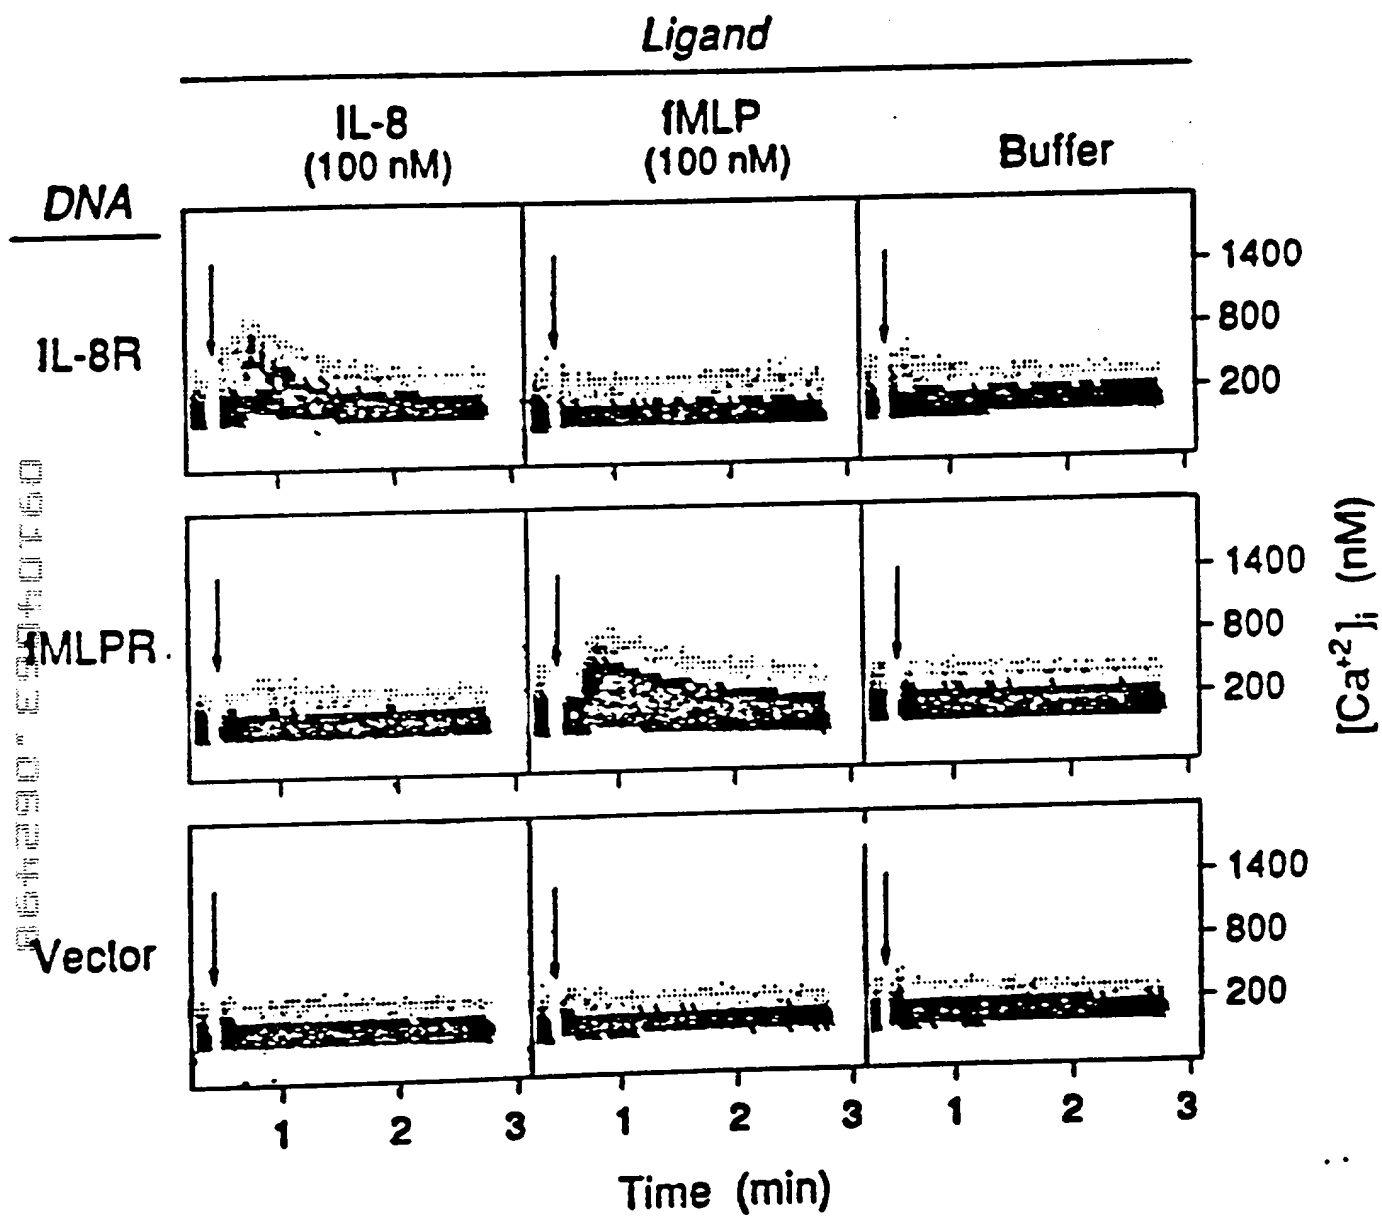 Ligand
IL-8 fMLP Buffer
(100 nM) (100 nM)
DNA
1400
IL-8R 800
200
1400
fMLPR 800
200
[Ca+2]i (nM)
1400
Vector 800
200
1 2 3 1 2 3 1 2 3
Time (min)